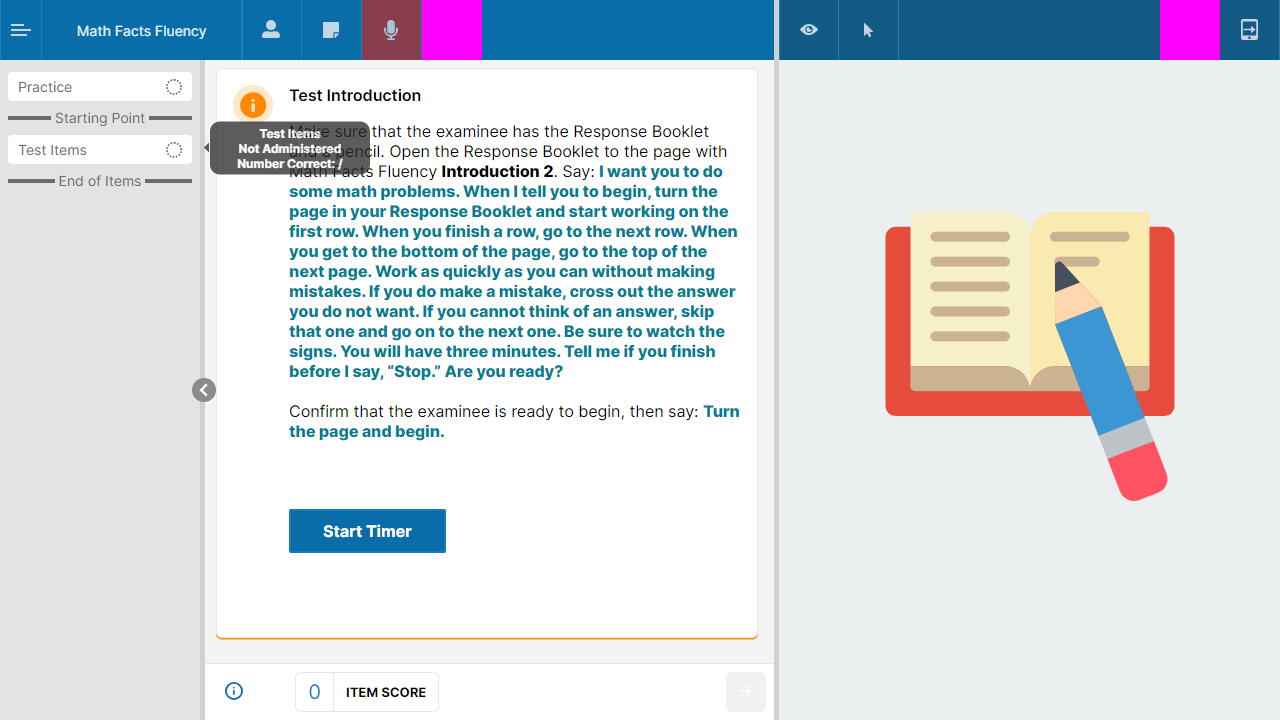 Math Facts Fluency
Practice
Starting Point
Test Items
End of Items
Test Items
Not Administered
Number Correct: /
Test Introduction
Make sure that the examinee has the Response Booklet
and a pencil. Open the Response Booklet to the page with
Math Facts Fluency Introduction 2. Say: I want you to do
some math problems. When I tell you to begin, turn the
page in your Response Booklet and start working on the
first row. When you finish a row, go to the next row. When
you get to the bottom of the page, go to the top of the
next page. Work as quickly as you can without making
mistakes. If you do make a mistake, cross out the answer
you do not want. If you cannot think of an answer, skip
that one and go on to the next one. Be sure to watch the
signs. You will have three minutes. Tell me if you finish
before I say, “Stop.” Are you ready?
Confirm that the examinee is ready to begin, then say: Turn
the page and begin.
Start Timer
0 ITEM SCORE